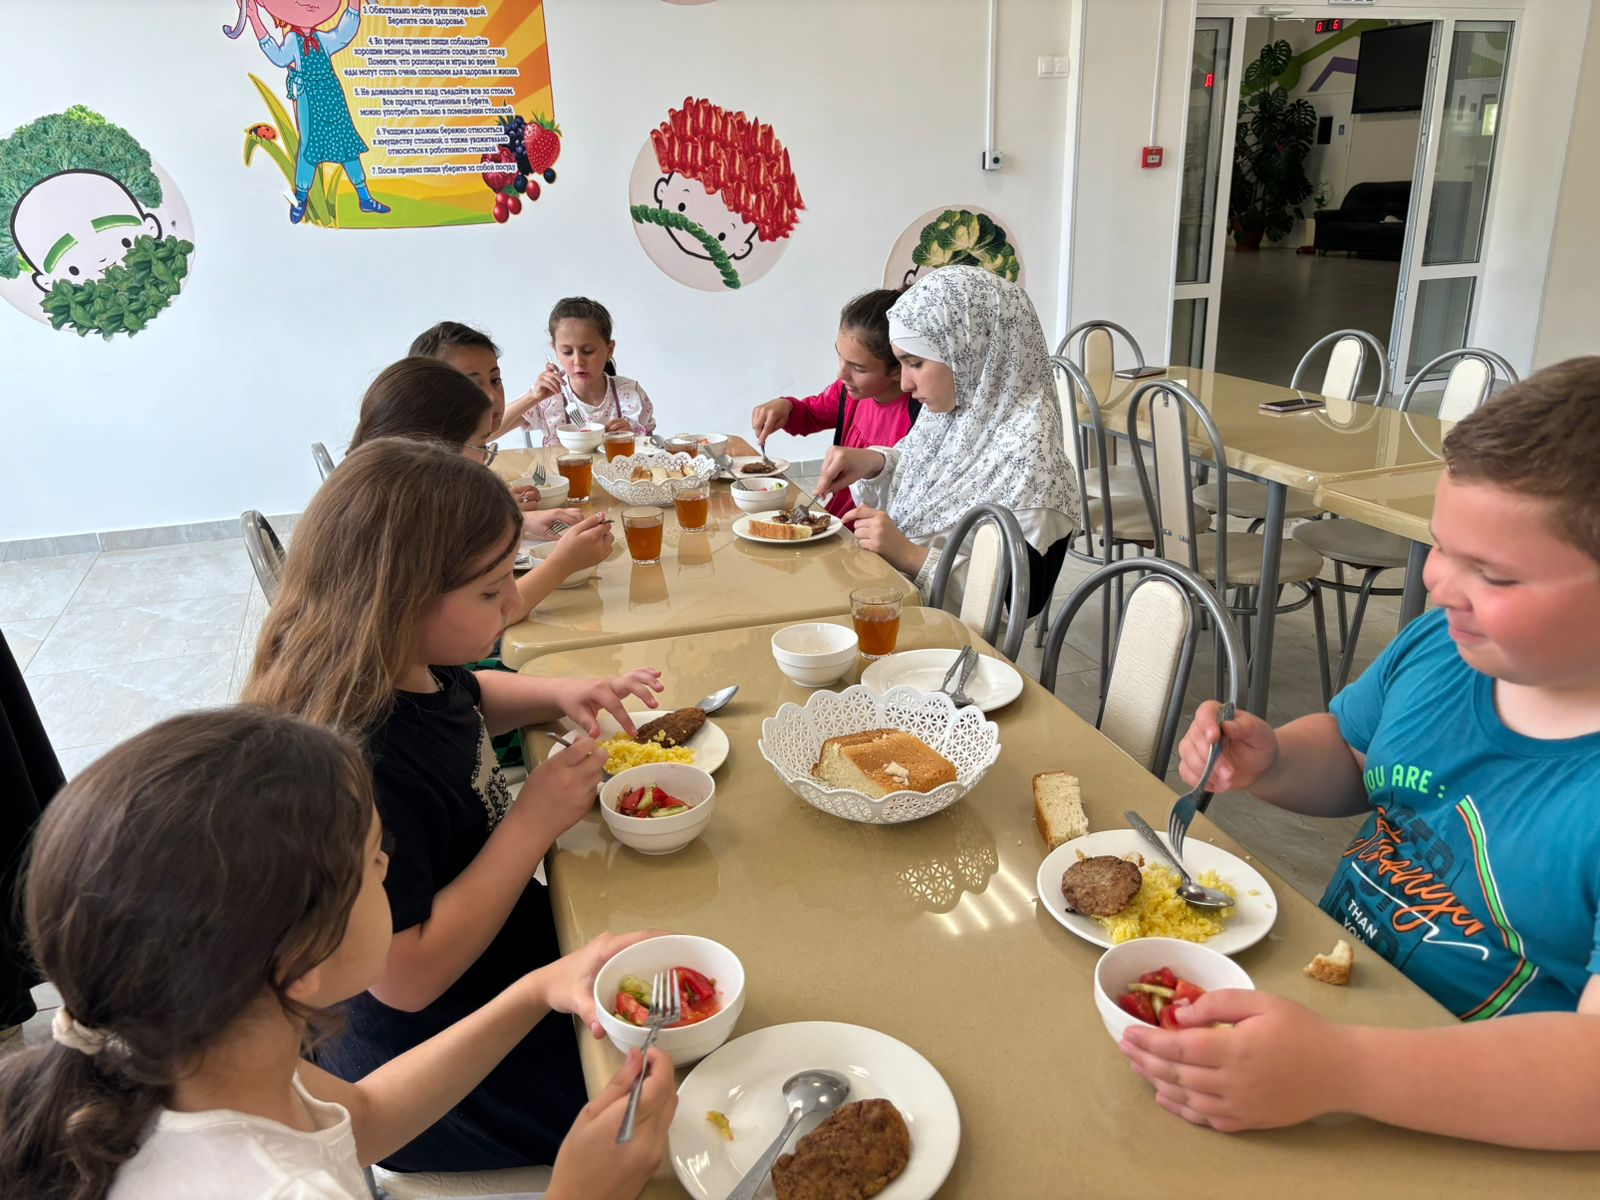 3. Обязательно мойте руки перед едой.
Берегите свое здоровье.
4. Во время приема пищи соблюдайте
хорошие манеры, не мешайте соседям по столу.
Помните, что разговоры и игры во время
еды могут стать очень опасными для здоровья и жизни.
5. Не дожевывайте на ходу, съедайте все за столом.
Все продукты, купленные в буфете,
можно употребить только в помещении столовой.
6. Учащиеся должны бережно относиться
к имуществу столовой, а также уважительно
относиться к работникам столовой.
7. После приема пищи уберите за собой посуду.
OU ARE :
THAN
YOU